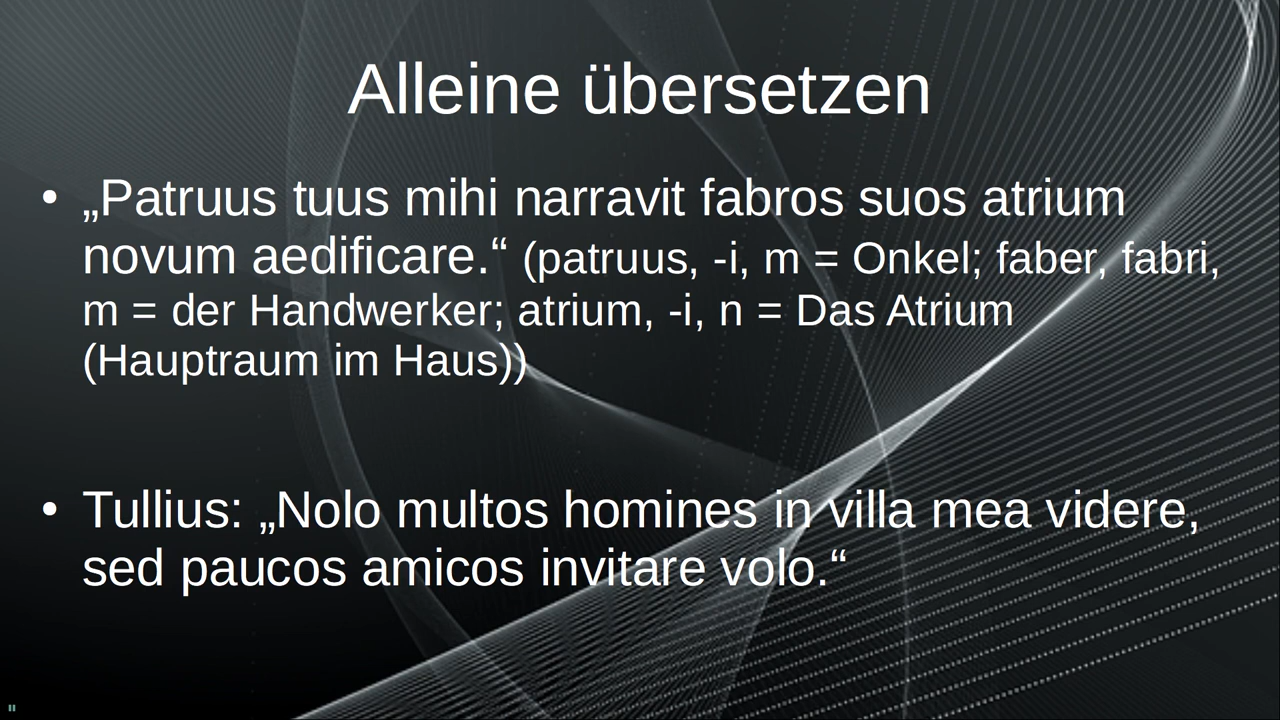 Alleine übersetzen
• „Patruus tuus mihi narravit fabros suos atrium
novum aedificare.“ (patruus, -i, m = Onkel; faber, fabri,
m = der Handwerker; atrium, -i, n = Das Atrium
(Hauptraum im Haus))
• Tullius: „Nolo multos homines in villa mea videre,
sed paucos amicos invitare volo.“
"